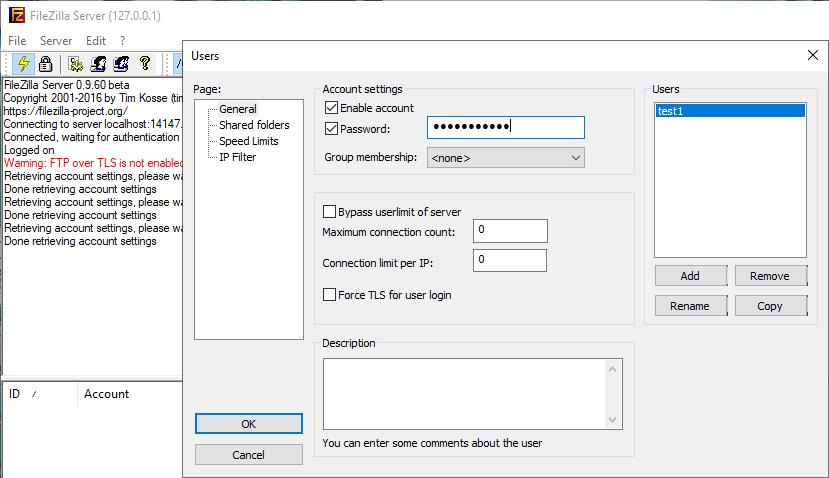 FileZilla Server (127.0.0.1)
File Server Edit ?
FileZilla Server 0.9.60 beta
Copyright 2001-2016 by Tim Kosse (tim
https://filezilla-project.org/
Connecting to server localhost:14147.
Connected, waiting for authentication
Logged on
Warning: FTP over TLS is not enabled
Retrieving account settings, please wa
Done retrieving account settings
Retrieving account settings, please wa
Done retrieving account settings
Retrieving account settings, please wa
Done retrieving account settings
ID / Account
Users
Page:
General
Shared folders
Speed Limits
IP Filter
OK
Cancel
Account settings
Enable account
Password: ●●●●●●●●●●●
Group membership: <none>
Bypass userlimit of server
Maximum connection count: 0
Connection limit per IP: 0
Force TLS for user login
Description
You can enter some comments about the user
Users
test1
Add Remove
Rename Copy